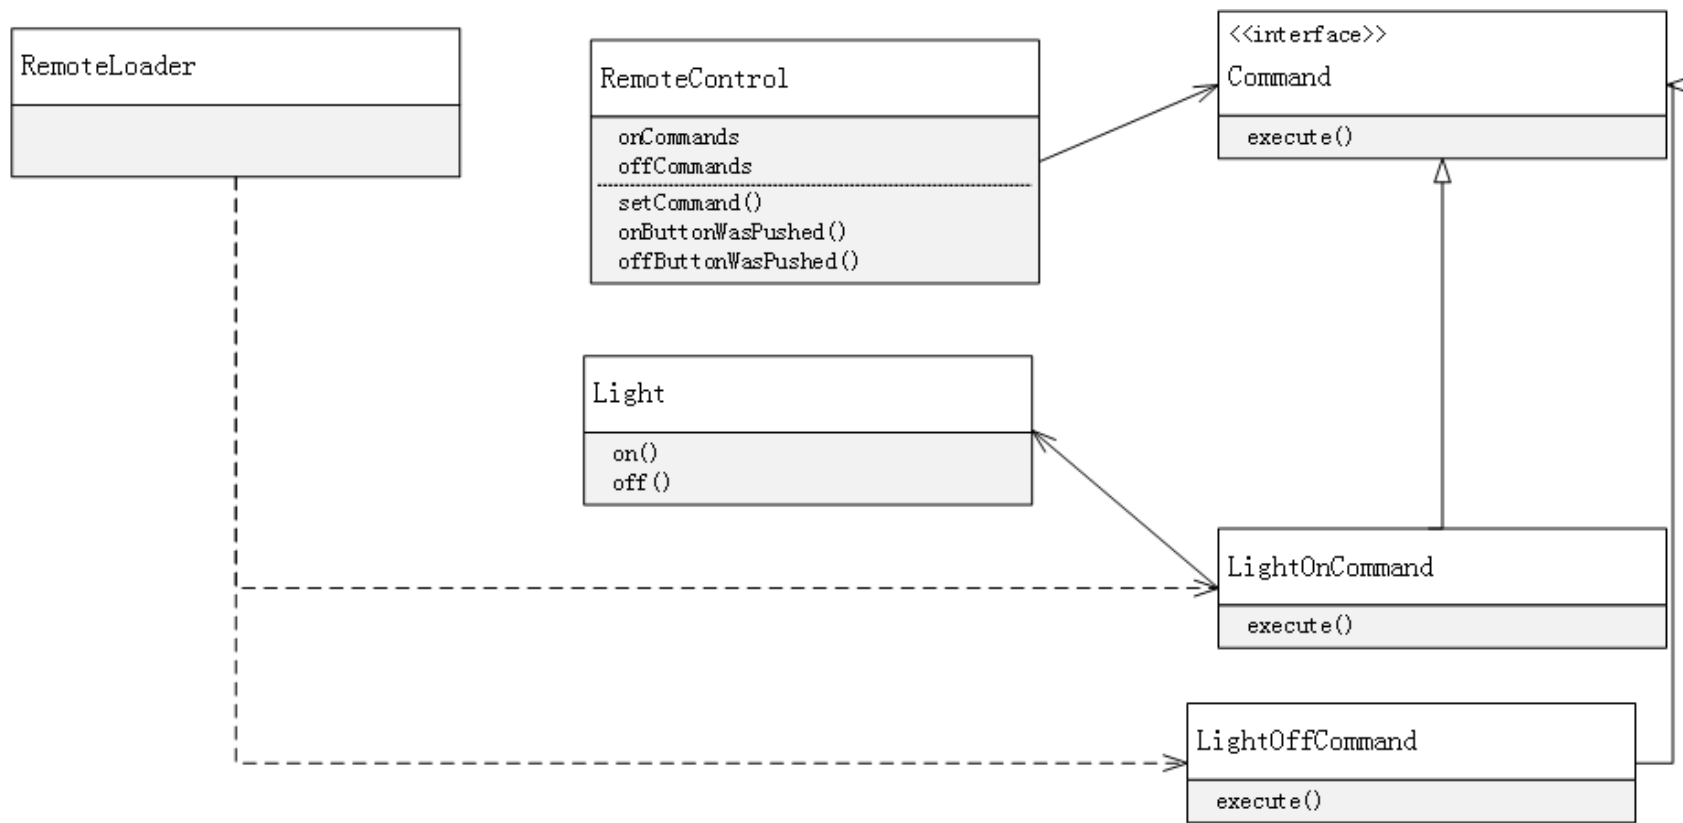 RemoteLoader
RemoteControl
onCommands
offCommands
setCommand()
onButtonWasPushed()
offButtonWasPushed()
<<interface>>
Command
execute()
Light
on()
off()
LightOnCommand
execute()
LightOffCommand
execute()